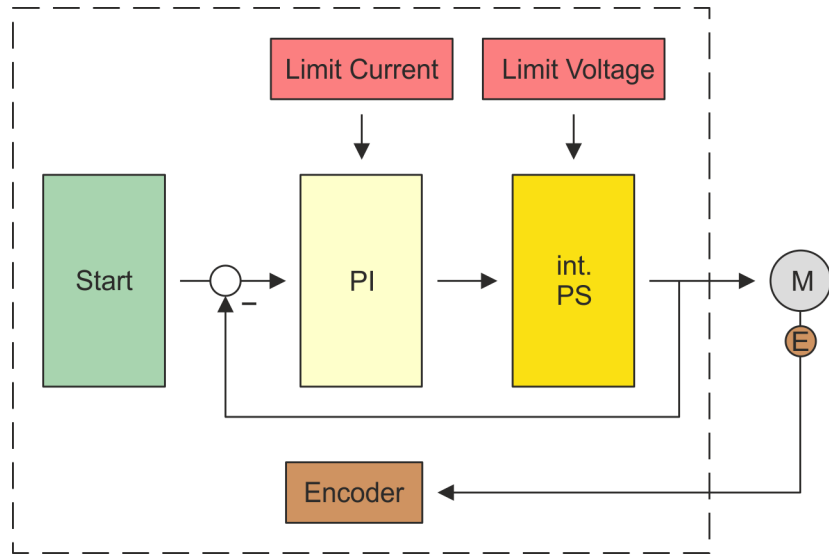 Limit Current
Limit Voltage
Start
–
PI
int.
PS
M
E
Encoder